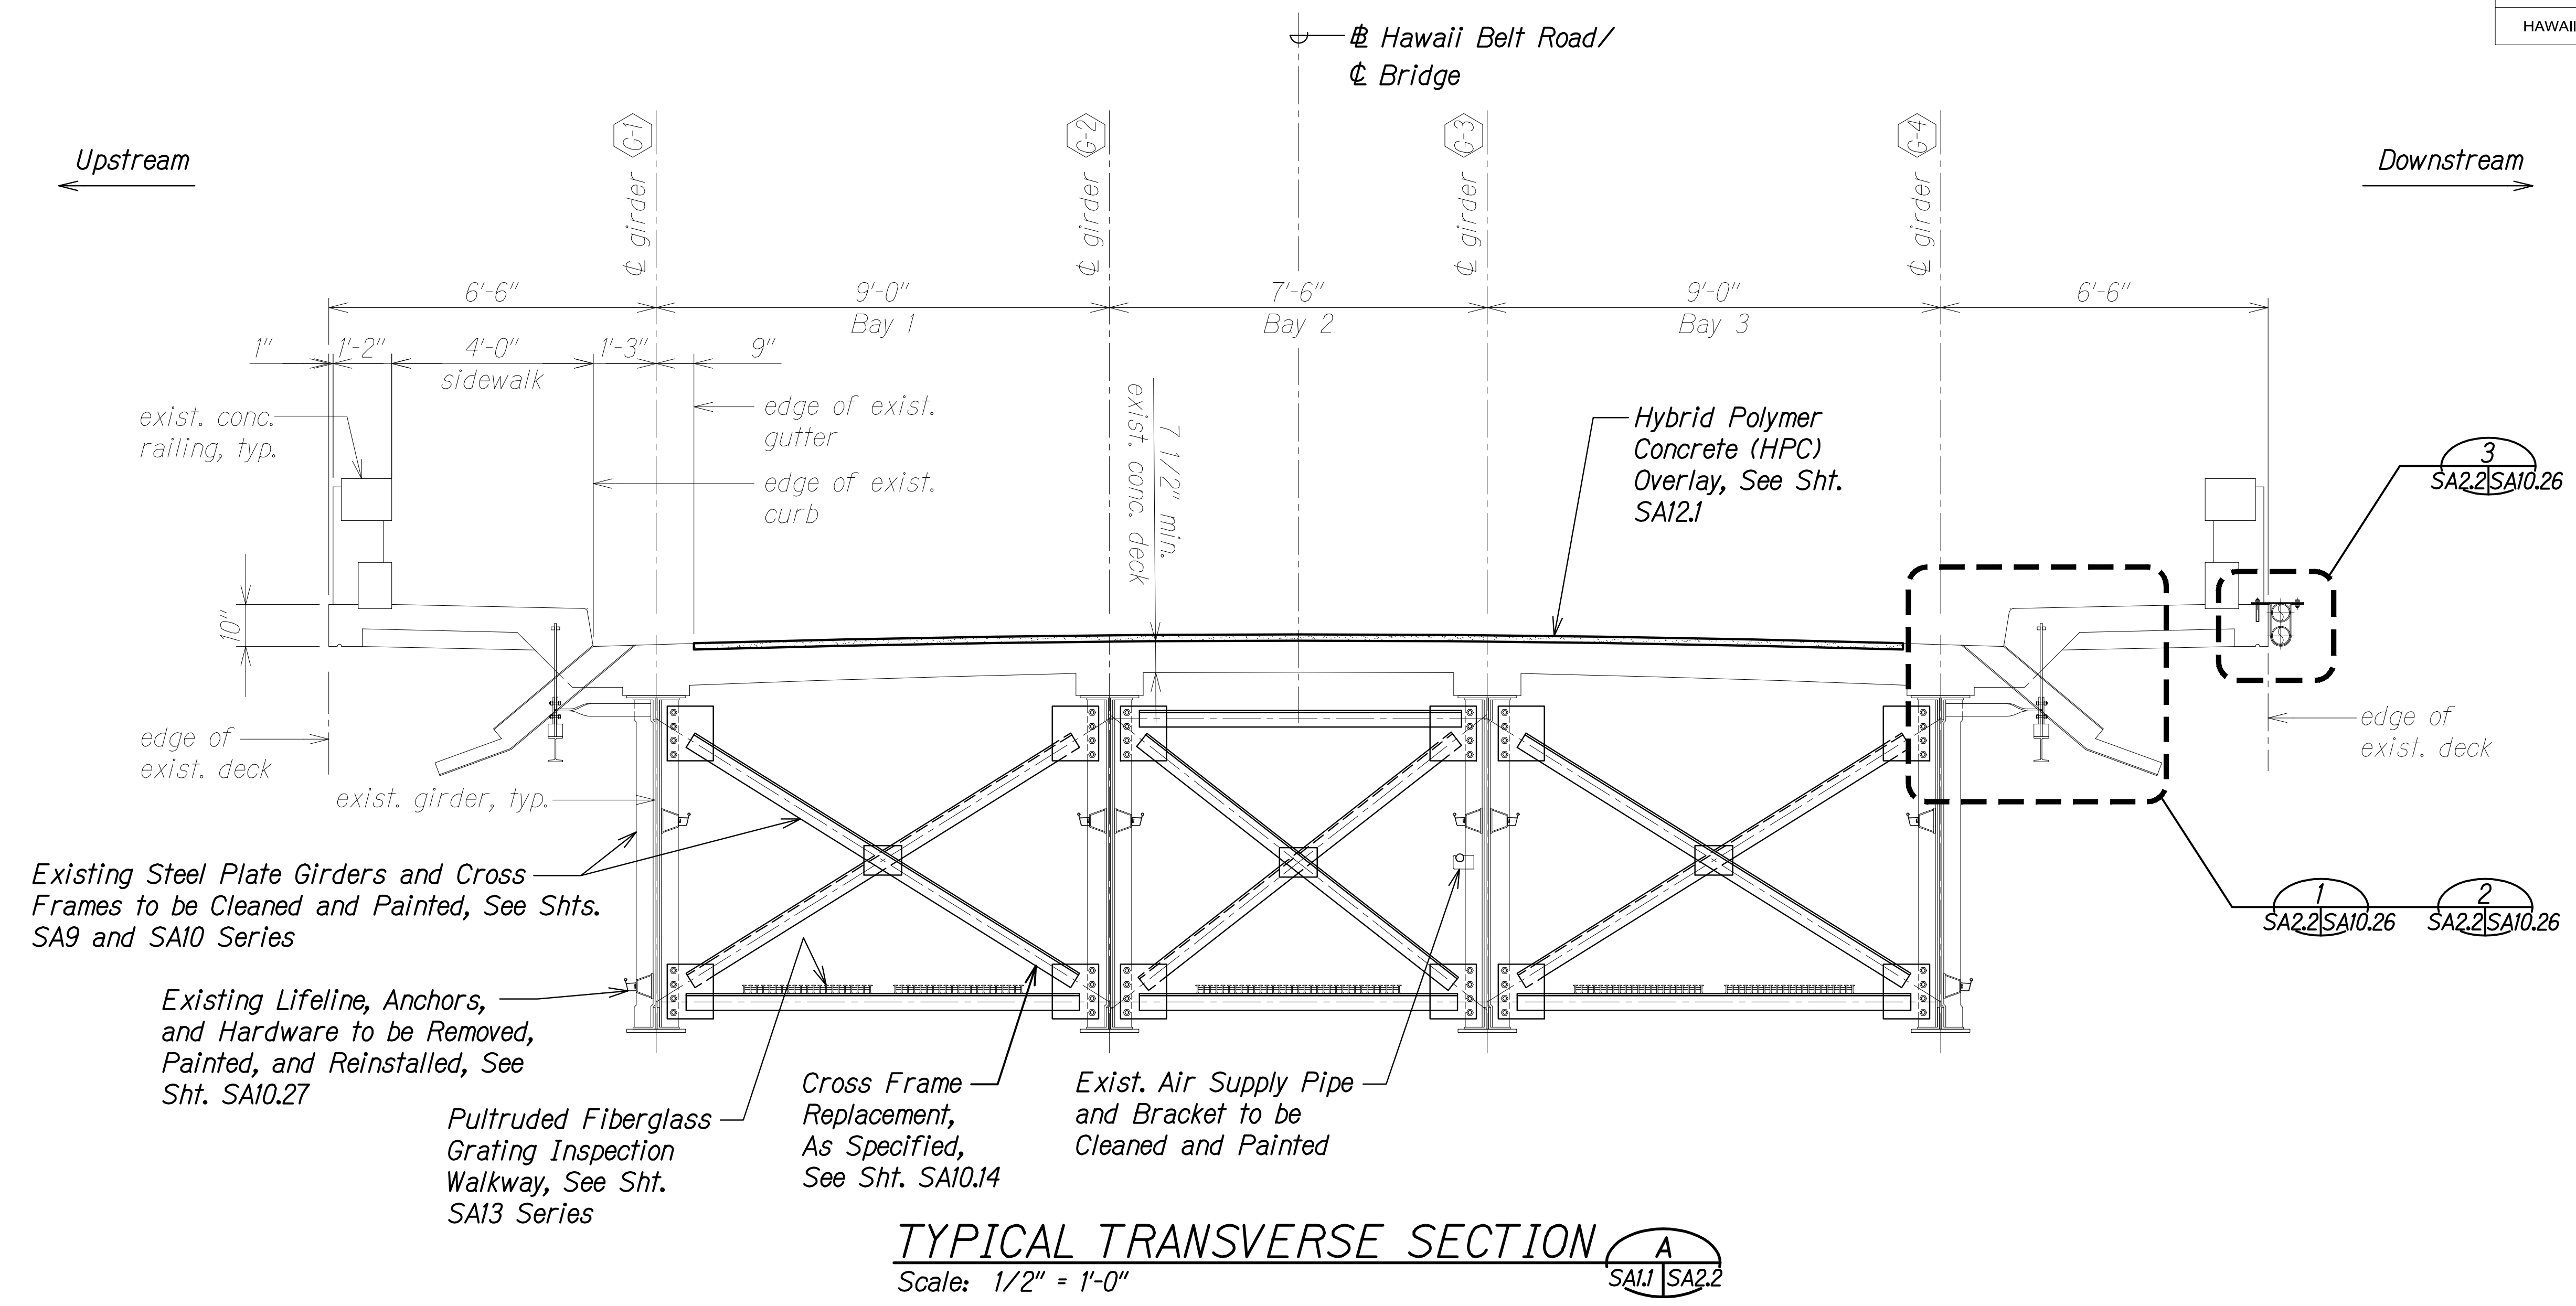 HAWAII
℄ Hawaii Belt Road/
℄ Bridge
Upstream
Downstream
℄ girder G-1
℄ girder G-2
℄ girder G-3
℄ girder G-4
6'-6"
9'-0"
7'-6"
9'-0"
6'-6"
Bay 1
Bay 2
Bay 3
1"
1'-2"
4'-0"
1'-3"
9"
sidewalk
exist. conc.
railing, typ.
edge of exist.
gutter
edge of exist.
curb
7 1/2" min.
exist. conc. deck
Hybrid Polymer
Concrete (HPC)
Overlay, See Sht.
SA12.1
3
SA2.2 SA10.26
10"
edge of
exist. deck
edge of
exist. deck
exist. girder, typ.
Existing Steel Plate Girders and Cross
Frames to be Cleaned and Painted, See Shts.
SA9 and SA10 Series
1
SA2.2 SA10.26
2
SA2.2 SA10.26
Existing Lifeline, Anchors,
and Hardware to be Removed,
Painted, and Reinstalled, See
Sht. SA10.27
Pultruded Fiberglass
Grating Inspection
Walkway, See Sht.
SA13 Series
Cross Frame
Replacement,
As Specified,
See Sht. SA10.14
Exist. Air Supply Pipe
and Bracket to be
Cleaned and Painted
TYPICAL TRANSVERSE SECTION
A
SA1.1 SA2.2
Scale: 1/2" = 1'-0"